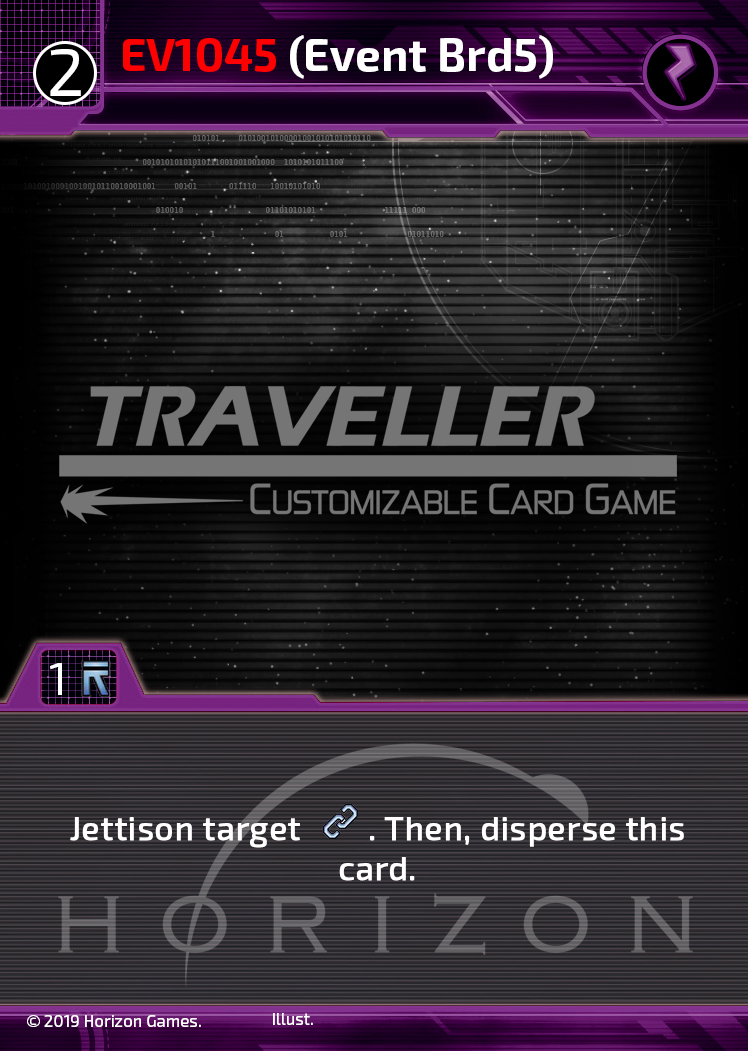 2
EV1045 (Event Brd5)
TRAVELLER
CUSTOMIZABLE CARD GAME
1
Jettison target . Then, disperse this
card.
HORIZON
© 2019 Horizon Games.
Illust.